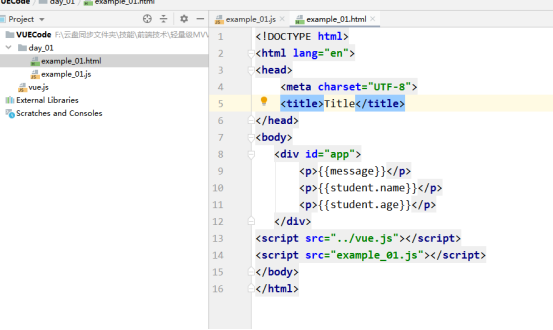 VUECode day_01 example_01.html
Project
example_01.js example_01.html
VUECode F:\云盘同步文件夹\技能\前端技术\轻量级MVV
day_01
example_01.html
example_01.js
vue.js
External Libraries
Scratches and Consoles
1 <!DOCTYPE html>
2 <html lang="en">
3 <head>
4 <meta charset="UTF-8">
5 <title>Title</title>
6 </head>
7 <body>
8 <div id="app">
9 <p>{{message}}</p>
10 <p>{{student.name}}</p>
11 <p>{{student.age}}</p>
12 </div>
13 <script src="../vue.js"></script>
14 <script src="example_01.js"></script>
15 </body>
16 </html>